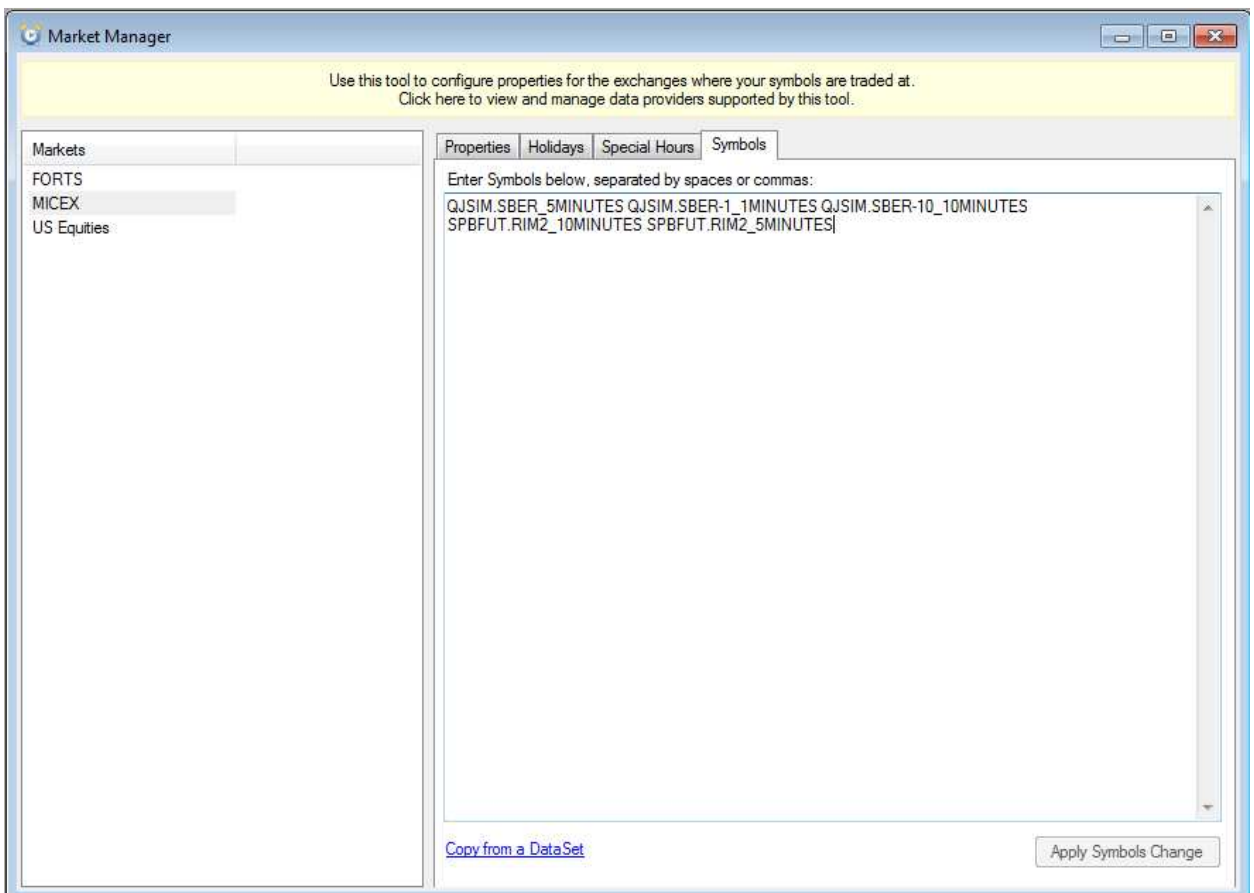 Market Manager
Use this tool to configure properties for the exchanges where your symbols are traded at.
Click here to view and manage data providers supported by this tool.
Markets
FORTS
MICEX
US Equities
Properties Holidays Special Hours Symbols
Enter Symbols below, separated by spaces or commas:
QJSIM.SBER_5MINUTES QJSIM.SBER-1_1MINUTES QJSIM.SBER-10_10MINUTES
SPBFUT.RIM2_10MINUTES SPBFUT.RIM2_5MINUTES
Copy from a DataSet
Apply Symbols Change